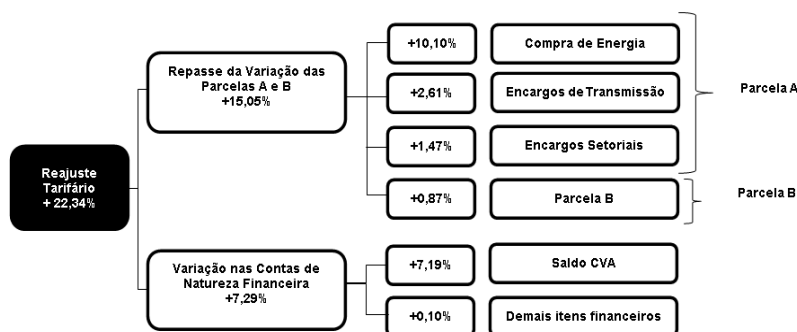 Reajuste
Tarifário
+ 22,34%
Repasse da Variação das
Parcelas A e B
+15,05%
+10,10%
Compra de Energia
+2,61%
Encargos de Transmissão
+1,47%
Encargos Setoriais
Parcela A
+0,87%
Parcela B
Parcela B
Variação nas Contas de
Natureza Financeira
+7,29%
+7,19%
Saldo CVA
+0,10%
Demais itens financeiros